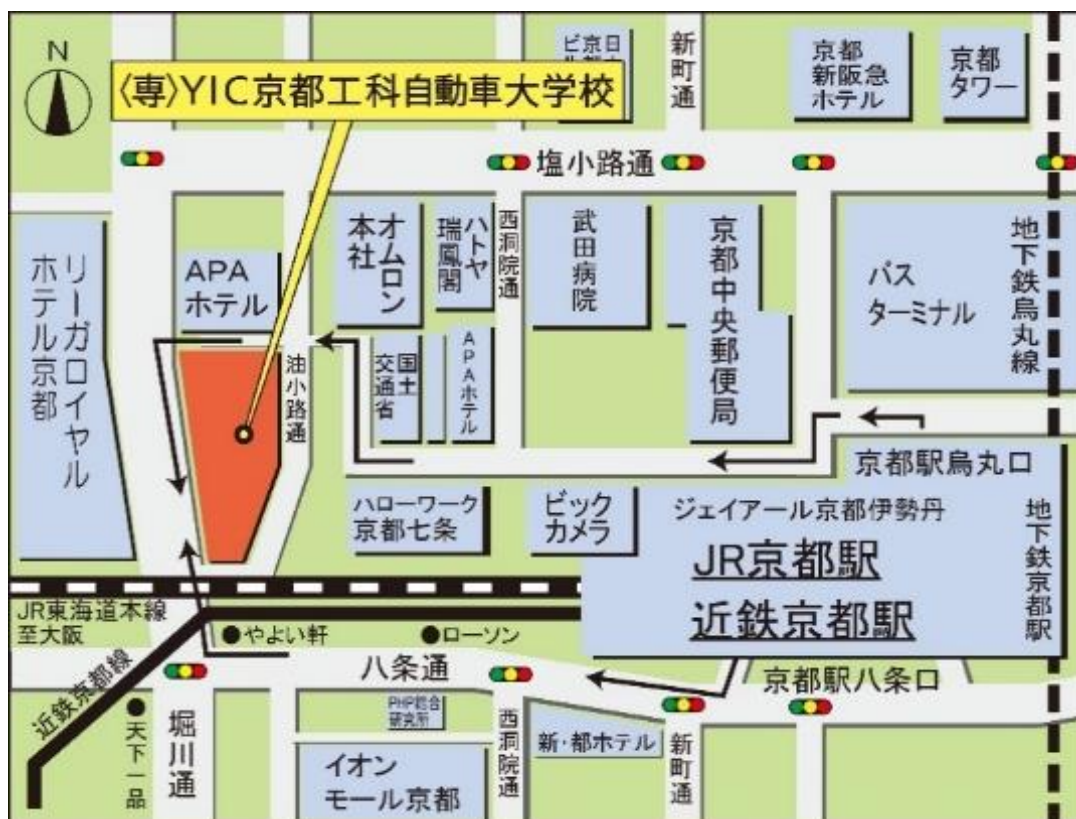 N
〈専〉YIC京都工科自動車大学校
新町通
京都
新阪急
ホテル
京都
タワー
塩小路通
リーガロイヤル
ホテル京都
APA
ホテル
オムロン
本社
ハトヤ
瑞鳳閣
西洞院通
武田病院
京都中央郵便局
バス
ターミナル
地下鉄烏丸線
油小路通
国土
交通省
APAホテル
京都駅烏丸口
ハローワーク
京都七条
ビック
カメラ
ジェイアール京都伊勢丹
JR京都駅
近鉄京都駅
地下鉄京都駅
JR東海道本線
至大阪
やよい軒
ローソン
八条通
京都駅八条口
近鉄京都線
天下一品
堀川通
PHP総合
研究所
西洞院通
新・都ホテル
新町通
イオン
モール京都